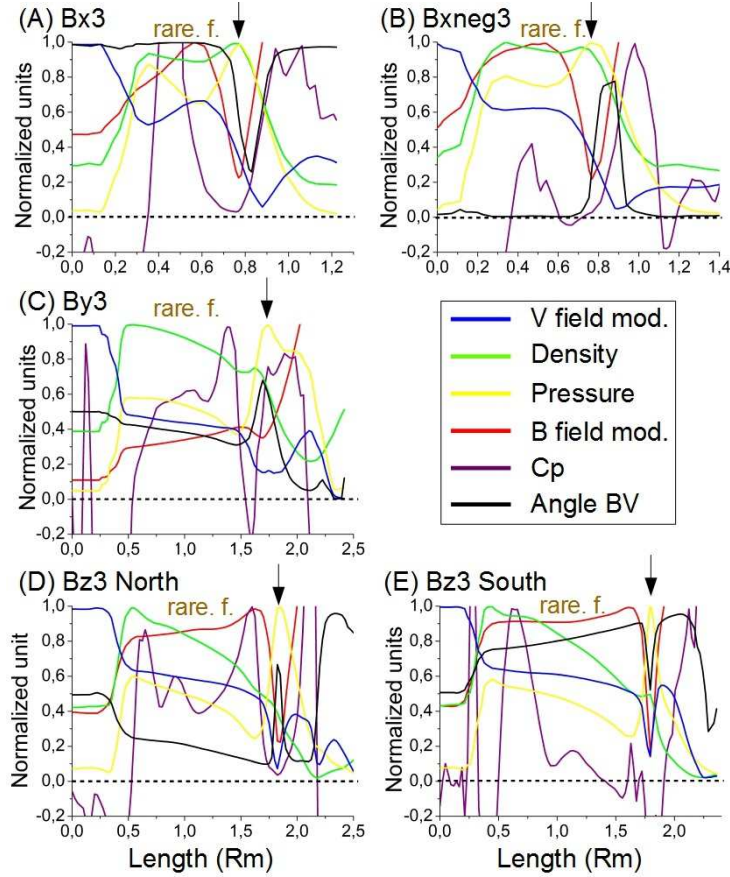 (A) Bx3
rare. f.
Normalized units
1,0
0,8
0,6
0,4
0,2
0,0
-0,2
0,0 0,2 0,4 0,6 0,8 1,0 1,2
(B) Bxneg3
rare. f.
Normalized units
1,0
0,8
0,6
0,4
0,2
0,0
-0,2
0,0 0,2 0,4 0,6 0,8 1,0 1,2 1,4
(C) By3
rare. f.
Normalized units
1,0
0,8
0,6
0,4
0,2
0,0
-0,2
0,0 0,5 1,0 1,5 2,0 2,5
V field mod.
Density
Pressure
B field mod.
Cp
Angle BV
(D) Bz3 North
rare. f.
Normalized unit
1,0
0,8
0,6
0,4
0,2
0,0
-0,2
0,0 0,5 1,0 1,5 2,0 2,5
Length (Rm)
(E) Bz3 South
rare. f.
Normalized units
1,0
0,8
0,6
0,4
0,2
0,0
-0,2
0,0 0,5 1,0 1,5 2,0
Length (Rm)